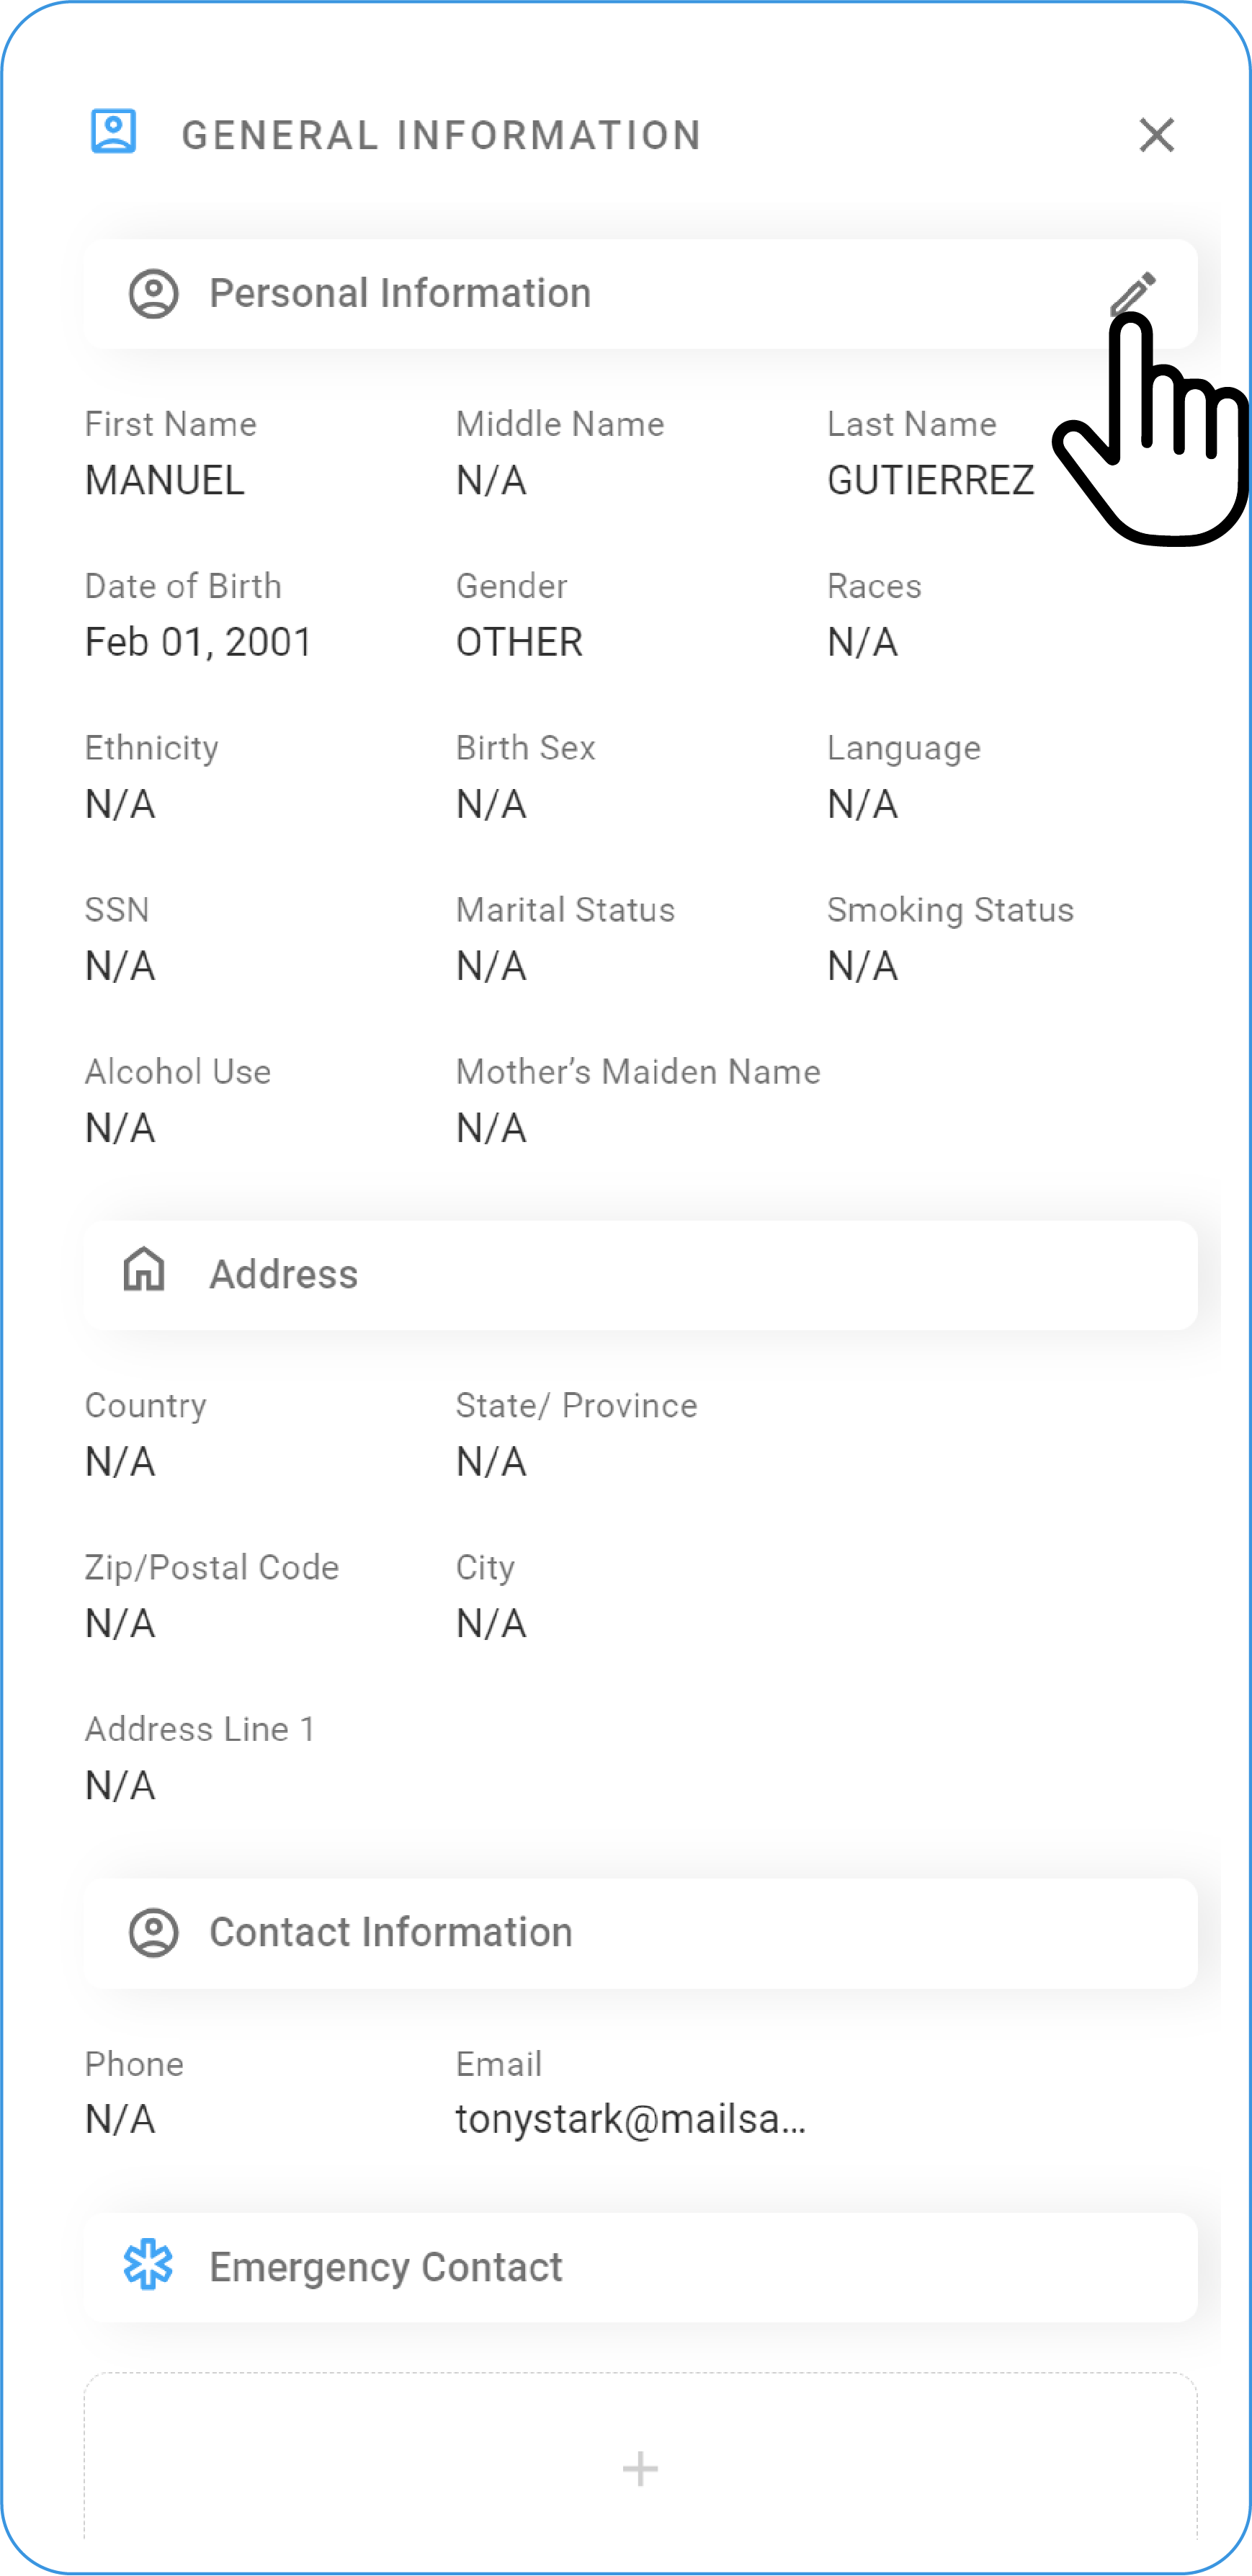 GENERAL INFORMATION
Personal Information
First Name Middle Name Last Name
MANUEL N/A GUTIERREZ
Date of Birth Gender Races
Feb 01, 2001 OTHER N/A
Ethnicity Birth Sex Language
N/A N/A N/A
SSN Marital Status Smoking Status
N/A N/A N/A
Alcohol Use Mother’s Maiden Name
N/A N/A
Address
Country State/ Province
N/A N/A
Zip/Postal Code City
N/A N/A
Address Line 1
N/A
Contact Information
Phone Email
N/A tonystark@mailsa...
Emergency Contact